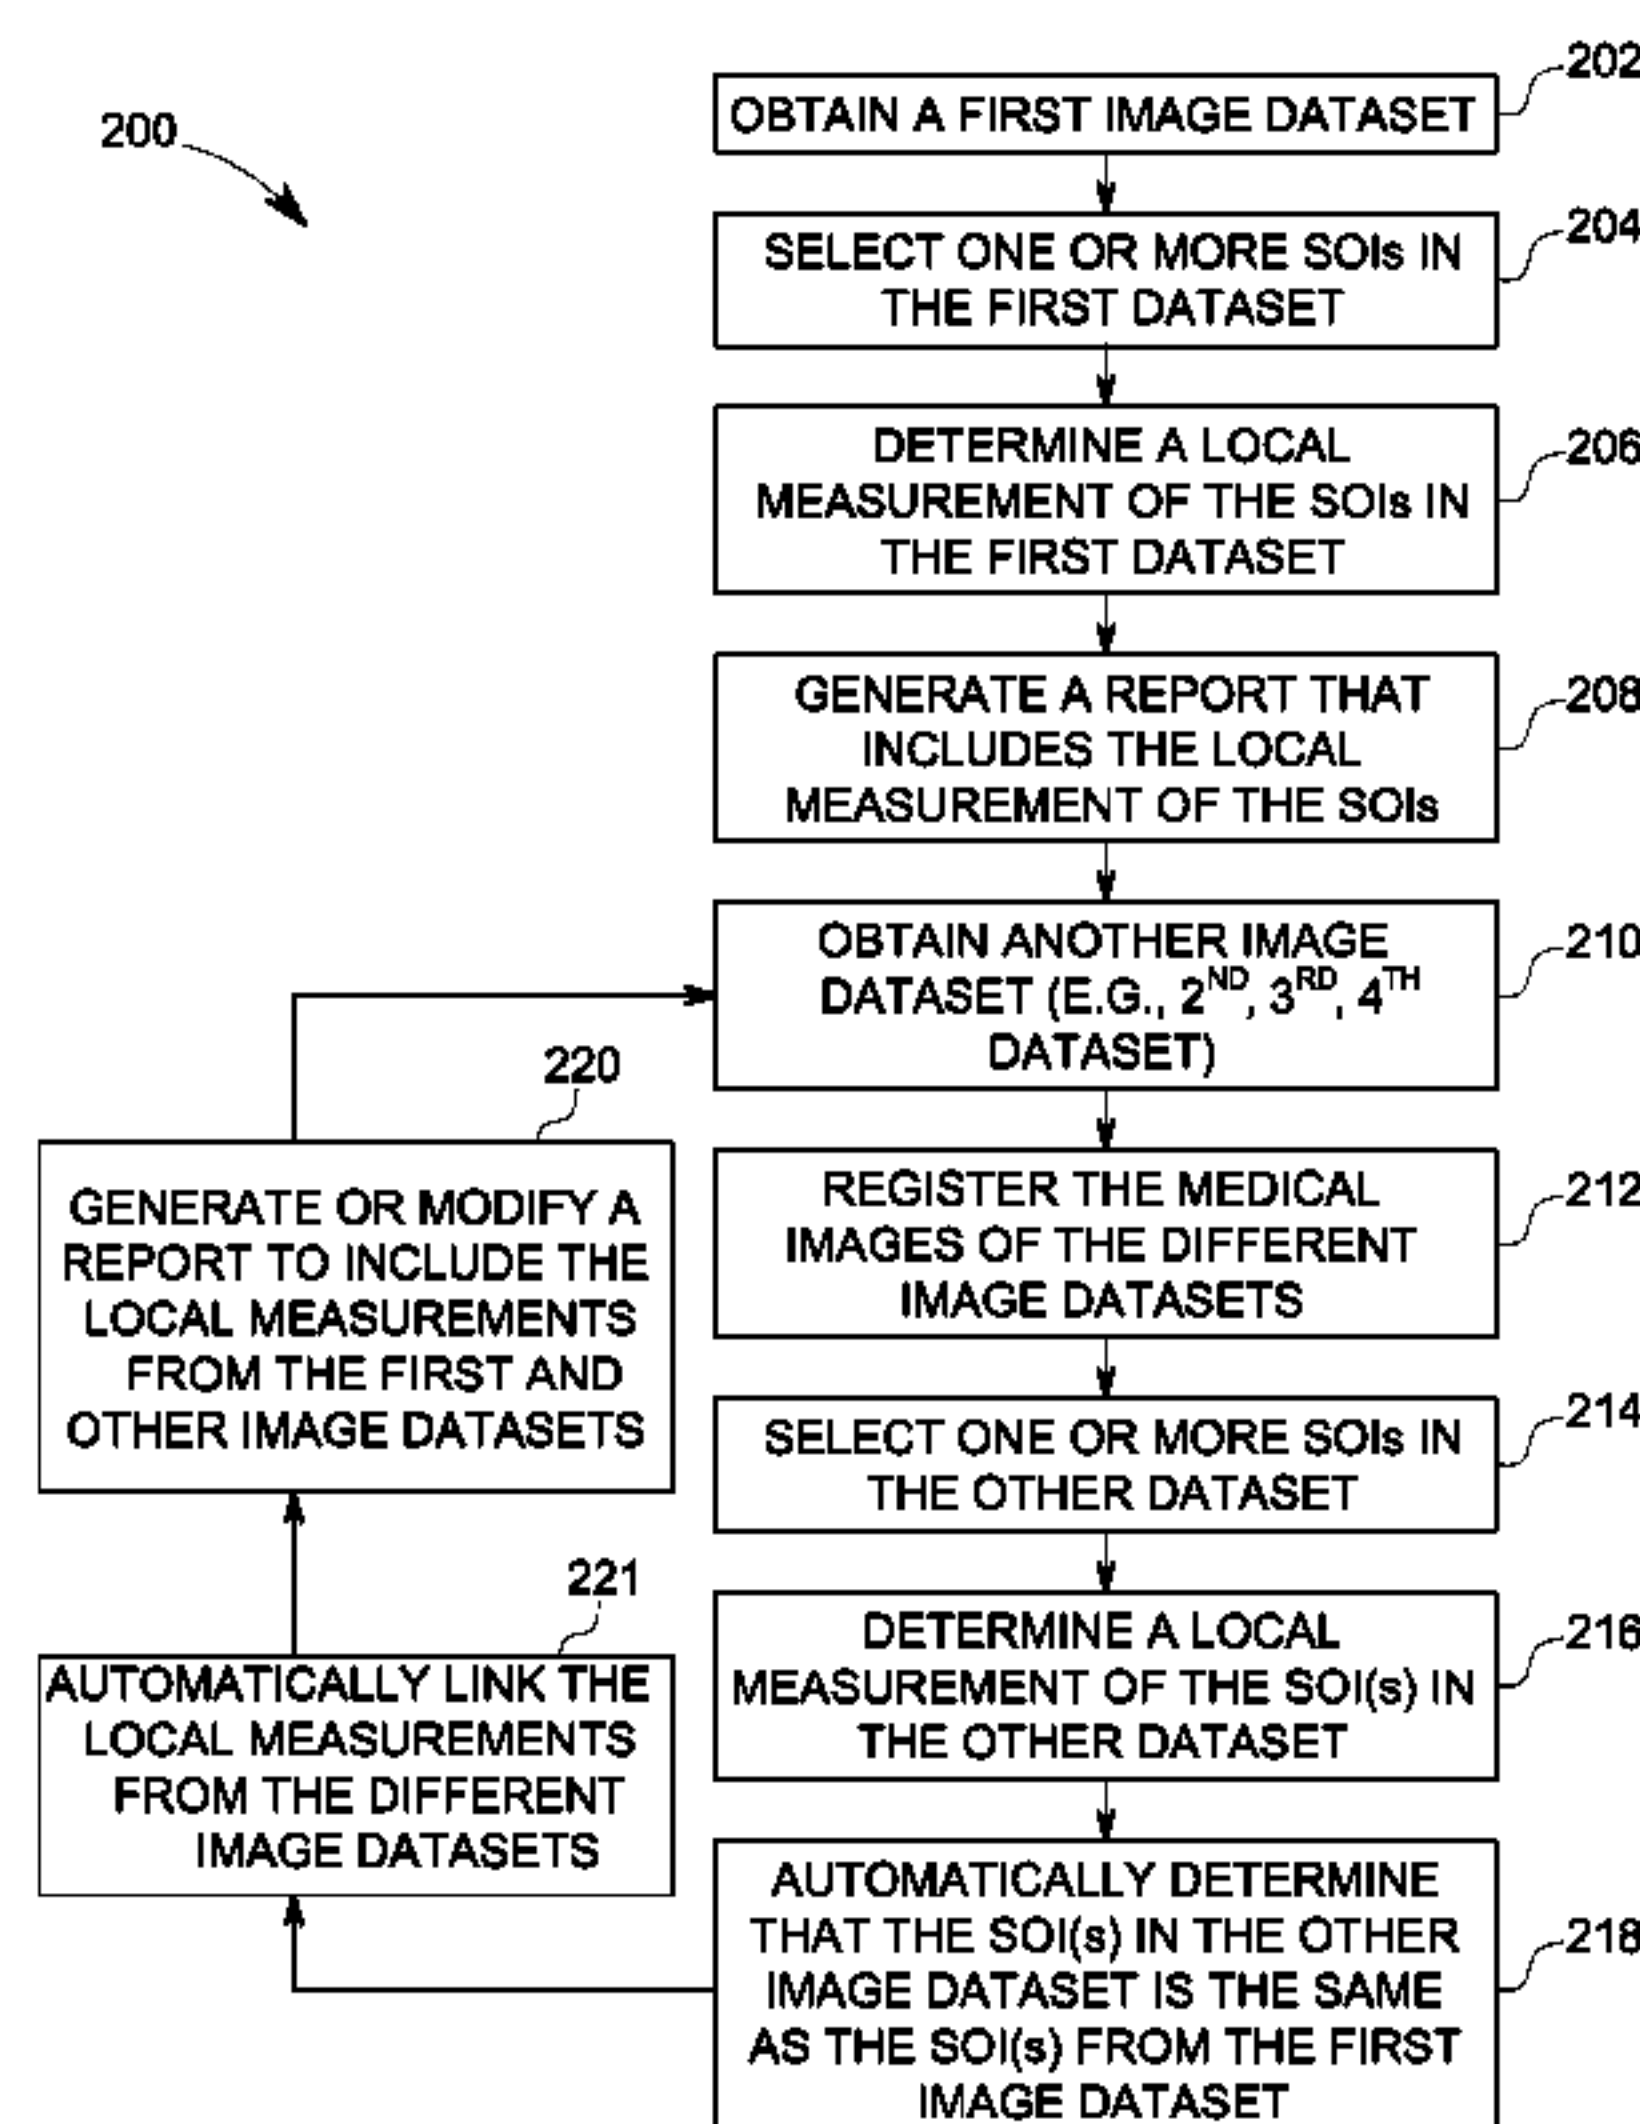 200
202
OBTAIN A FIRST IMAGE DATASET
204
SELECT ONE OR MORE SOIs IN
THE FIRST DATASET
206
DETERMINE A LOCAL
MEASUREMENT OF THE SOIs IN
THE FIRST DATASET
208
GENERATE A REPORT THAT
INCLUDES THE LOCAL
MEASUREMENT OF THE SOIs
210
OBTAIN ANOTHER IMAGE
DATASET (E.G., 2ND, 3RD, 4TH
DATASET)
212
REGISTER THE MEDICAL
IMAGES OF THE DIFFERENT
IMAGE DATASETS
214
SELECT ONE OR MORE SOIs IN
THE OTHER DATASET
216
DETERMINE A LOCAL
MEASUREMENT OF THE SOI(s) IN
THE OTHER DATASET
218
AUTOMATICALLY DETERMINE
THAT THE SOI(s) IN THE OTHER
IMAGE DATASET IS THE SAME
AS THE SOI(s) FROM THE FIRST
IMAGE DATASET
221
AUTOMATICALLY LINK THE
LOCAL MEASUREMENTS
FROM THE DIFFERENT
IMAGE DATASETS
220
GENERATE OR MODIFY A
REPORT TO INCLUDE THE
LOCAL MEASUREMENTS
FROM THE FIRST AND
OTHER IMAGE DATASETS